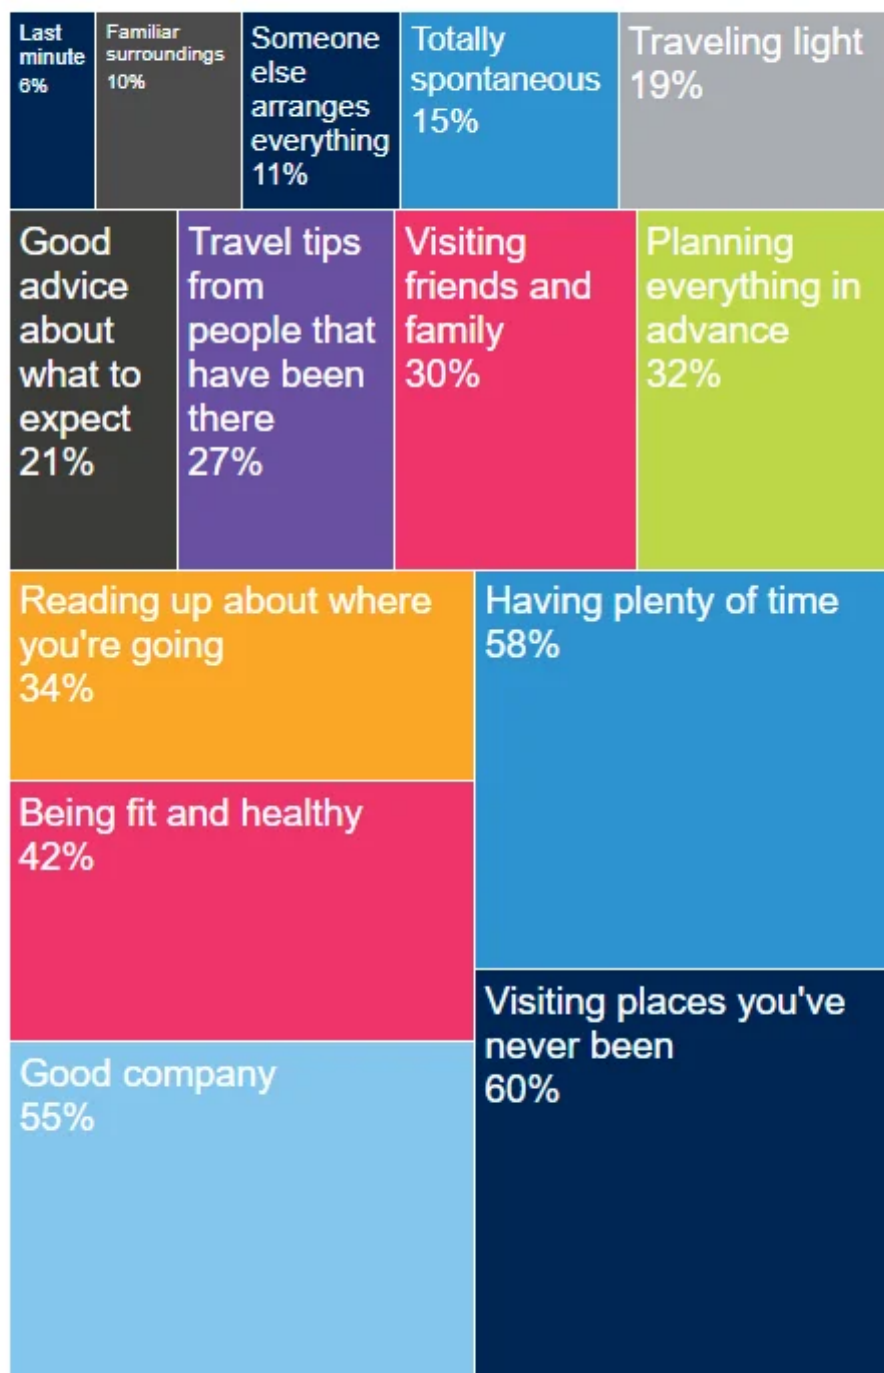 Last
minute
6%
Familiar
surroundings
10%
Someone
else
arranges
everything
11%
Totally
spontaneous
15%
Traveling light
19%
Good
advice
about
what to
expect
21%
Travel tips
from
people that
have been
there
27%
Visiting
friends and
family
30%
Planning
everything in
advance
32%
Reading up about where
you're going
34%
Having plenty of time
58%
Being fit and healthy
42%
Visiting places you've
never been
60%
Good company
55%